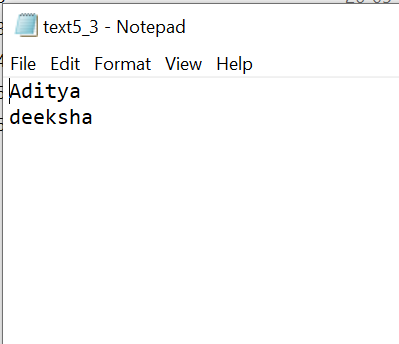 text5_3 - Notepad
File Edit Format View Help
Aditya
deeksha